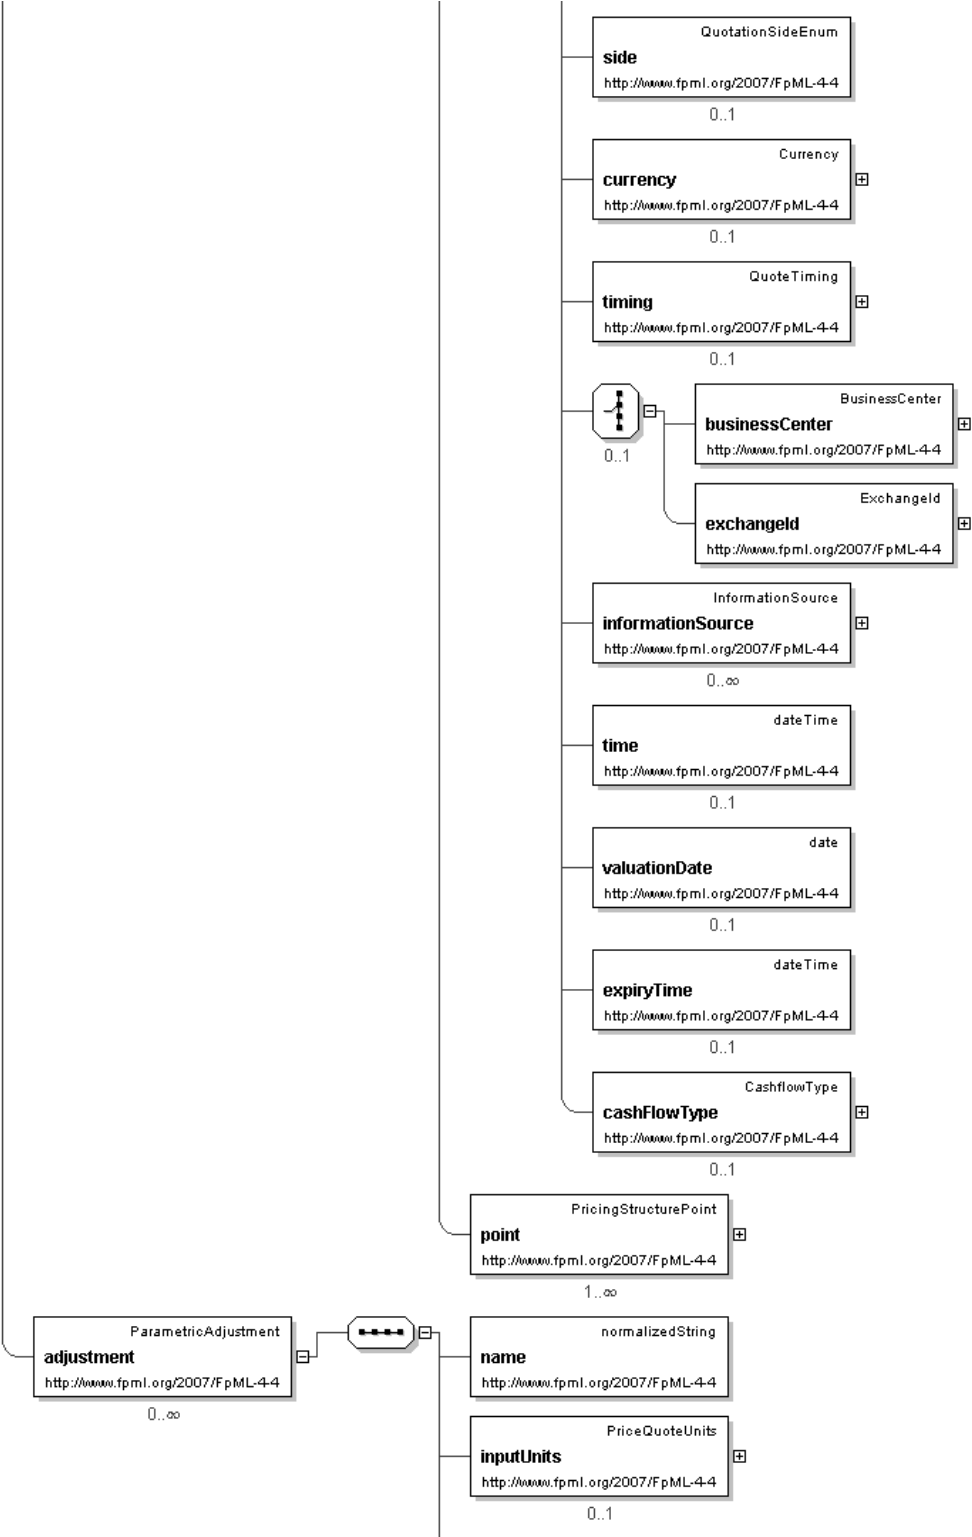 QuotationSideEnum
side
http://www.fpml.org/2007/FpML-4-4
0..1
Currency
currency
http://www.fpml.org/2007/FpML-4-4
0..1
QuoteTiming
timing
http://www.fpml.org/2007/FpML-4-4
0..1
0..1
BusinessCenter
businessCenter
http://www.fpml.org/2007/FpML-4-4
ExchangeId
exchangeId
http://www.fpml.org/2007/FpML-4-4
InformationSource
informationSource
http://www.fpml.org/2007/FpML-4-4
0..∞
dateTime
time
http://www.fpml.org/2007/FpML-4-4
0..1
date
valuationDate
http://www.fpml.org/2007/FpML-4-4
0..1
dateTime
expiryTime
http://www.fpml.org/2007/FpML-4-4
0..1
CashflowType
cashFlowType
http://www.fpml.org/2007/FpML-4-4
0..1
PricingStructurePoint
point
http://www.fpml.org/2007/FpML-4-4
1..∞
ParametricAdjustment
adjustment
http://www.fpml.org/2007/FpML-4-4
0..∞
normalizedString
name
http://www.fpml.org/2007/FpML-4-4
PriceQuoteUnits
inputUnits
http://www.fpml.org/2007/FpML-4-4
0..1